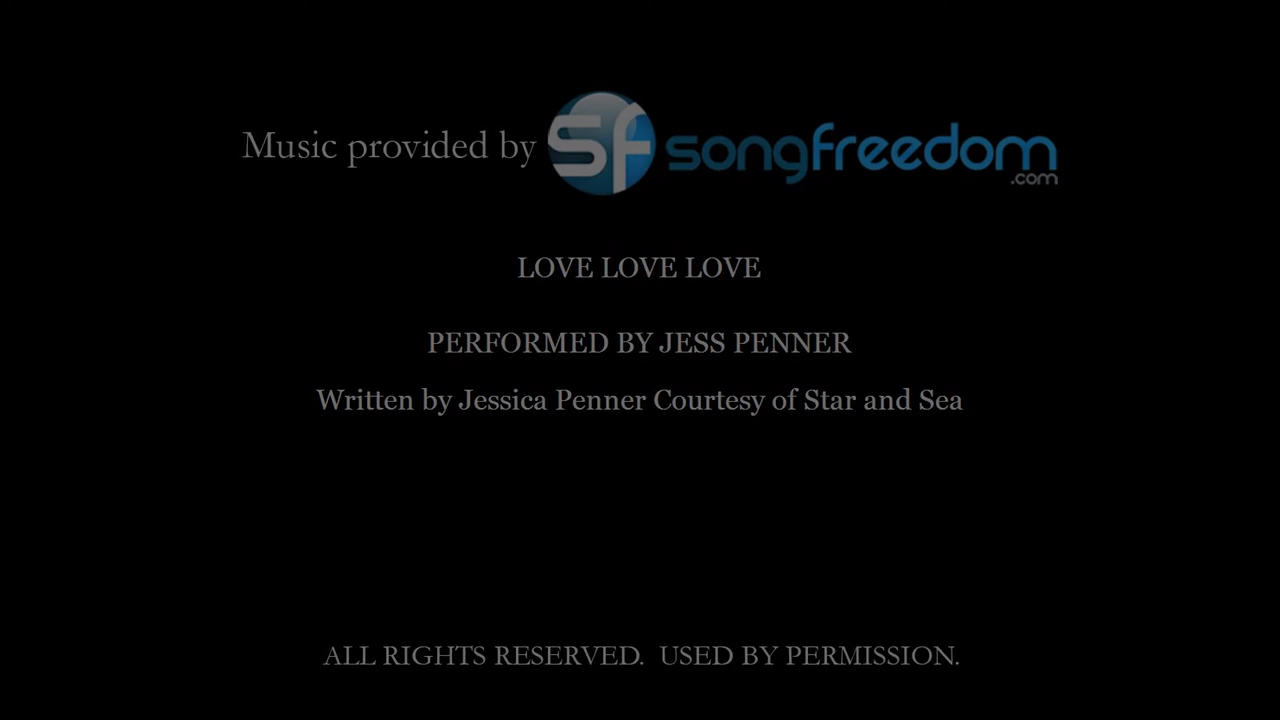 Music provided by SF songfreedom
.com
LOVE LOVE LOVE
PERFORMED BY JESS PENNER
Written by Jessica Penner Courtesy of Star and Sea
ALL RIGHTS RESERVED.  USED BY PERMISSION.